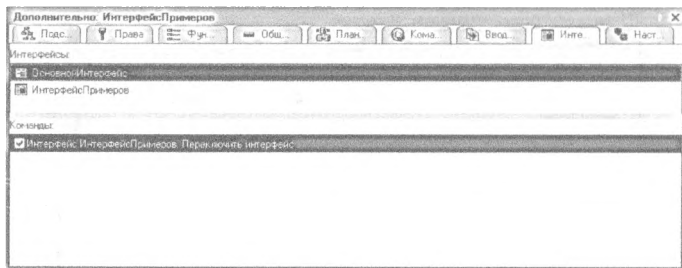 Дополнительно: ИнтерфейсПримеров
Подс... Права Фун... Общ... План... Кома... Ввод... Инте... Наст...
Интерфейсы:
ОсновнойИнтерфейс
ИнтерфейсПримеров
Команды:
Интерфейс.ИнтерфейсПримеров. Переключить интерфейс